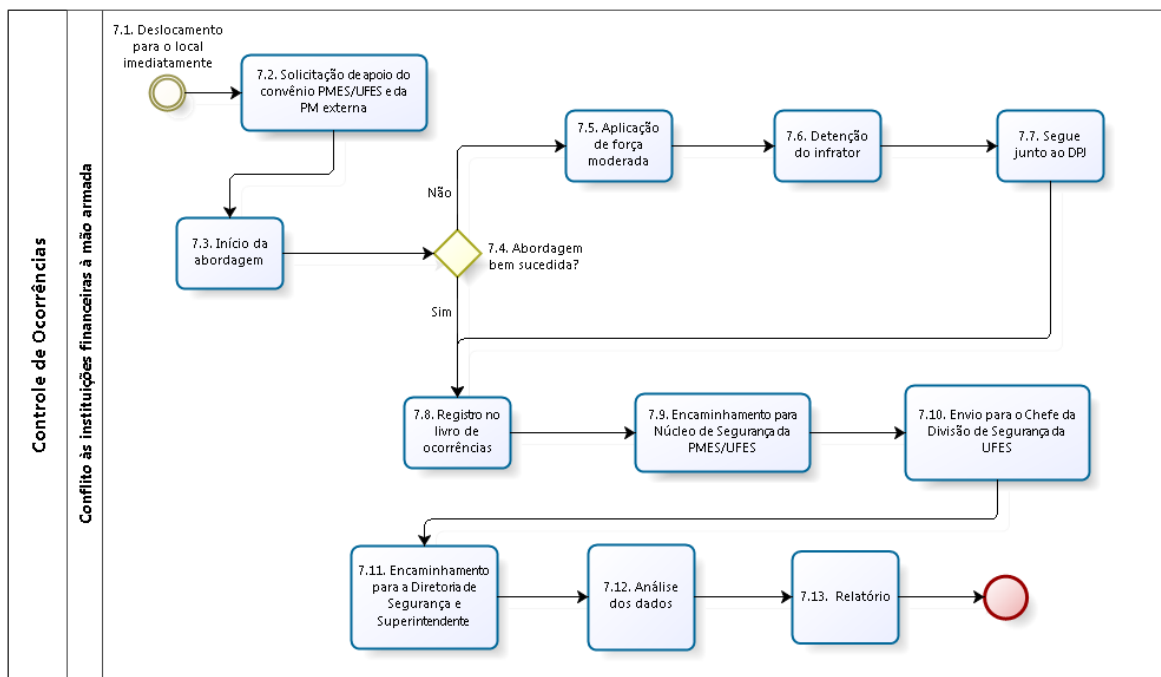 Controle de Ocorrências
Conflito às instituições financeiras à mão armada
7.1. Deslocamento
para o local
imediatamente
7.2. Solicitação de apoio do
convênio PMES/UFES e da
PM externa
7.3. Início da
abordagem
7.4. Abordagem
bem sucedida?
Não
Sim
7.5. Aplicação
de força
moderada
7.6. Detenção
do infrator
7.7. Segue
junto ao DPJ
7.8. Registro no
livro de
ocorrências
7.9. Encaminhamento para
Núcleo de Segurança da
PMES/UFES
7.10. Envio para o Chefe da
Divisão de Segurança da
UFES
7.11. Encaminhamento
para a Diretoria de
Segurança e
Superintendente
7.12. Análise
dos dados
7.13. Relatório